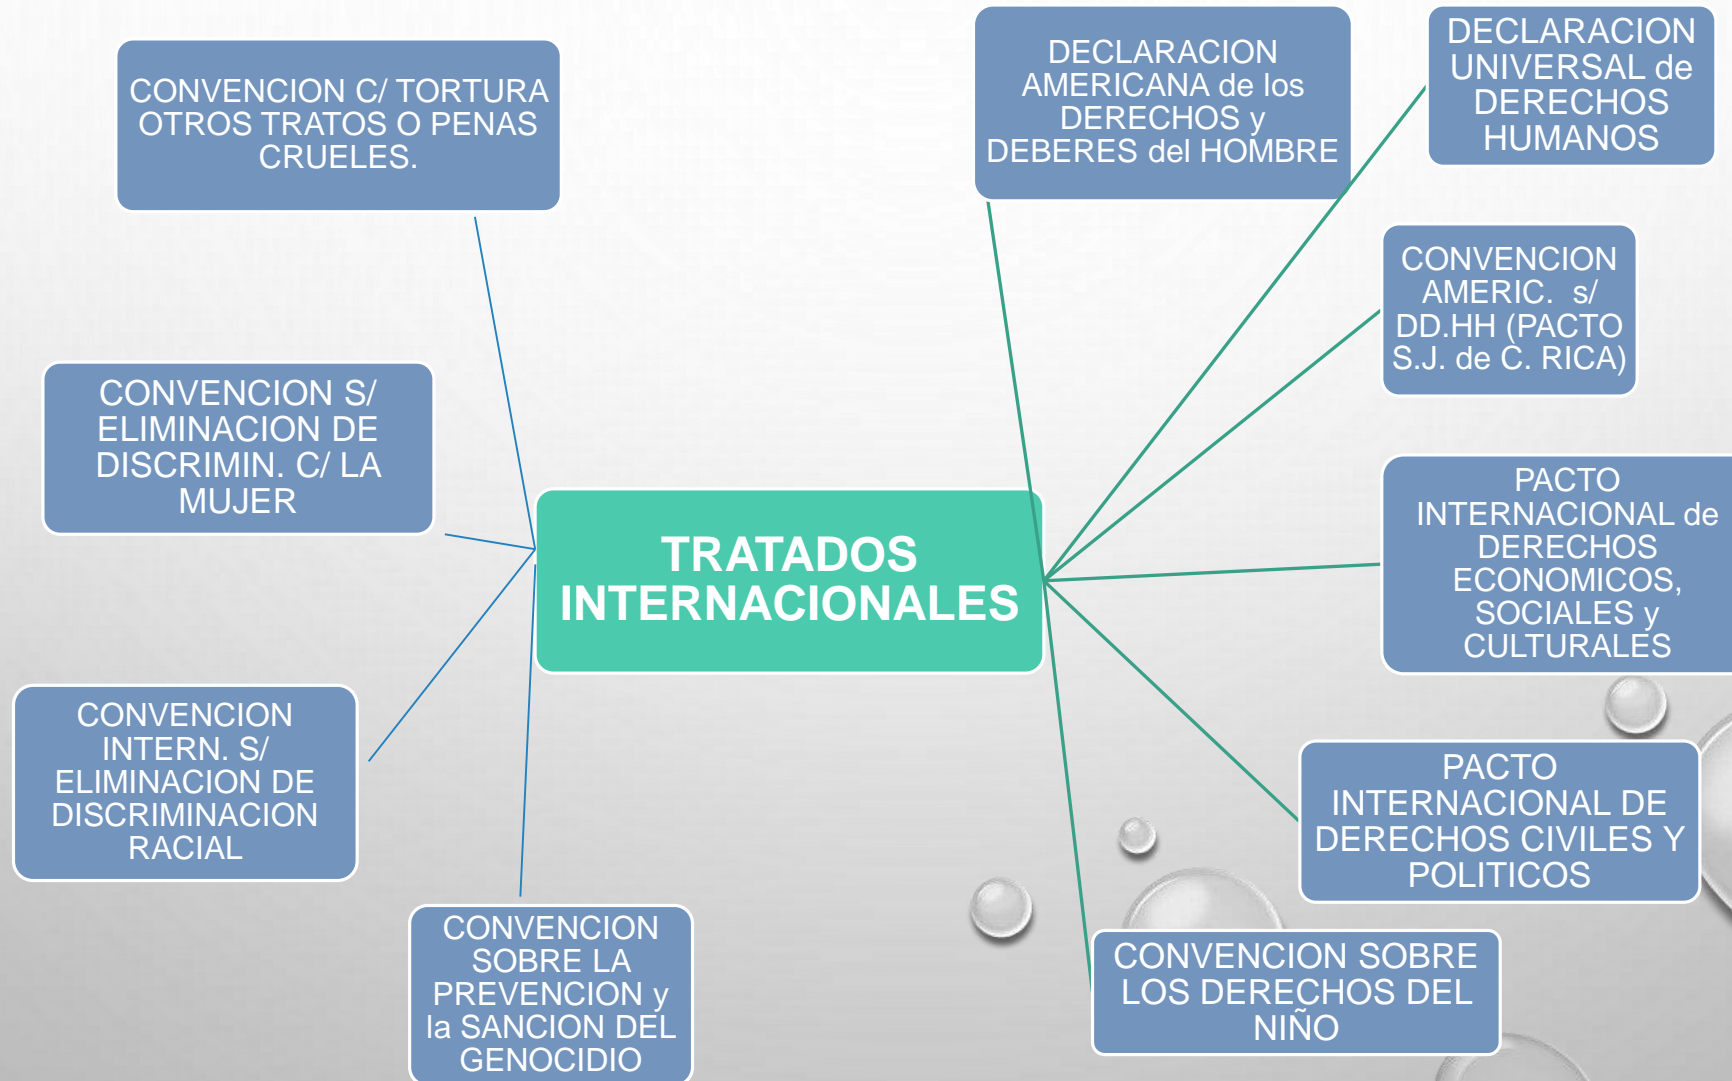 CONVENCION C/ TORTURA
OTROS TRATOS O PENAS
CRUELES.
DECLARACION
AMERICANA de los
DERECHOS y
DEBERES del HOMBRE
DECLARACION
UNIVERSAL de
DERECHOS
HUMANOS
CONVENCION
AMERIC. s/
DD.HH (PACTO
S.J. de C. RICA)
CONVENCION S/
ELIMINACION DE
DISCRIMIN. C/ LA
MUJER
TRATADOS
INTERNACIONALES
PACTO
INTERNACIONAL de
DERECHOS
ECONOMICOS,
SOCIALES y
CULTURALES
CONVENCION
INTERN. S/
ELIMINACION DE
DISCRIMINACION
RACIAL
PACTO
INTERNACIONAL DE
DERECHOS CIVILES Y
POLITICOS
CONVENCION
SOBRE LA
PREVENCION y
la SANCION DEL
GENOCIDIO
CONVENCION SOBRE
LOS DERECHOS DEL
NIÑO